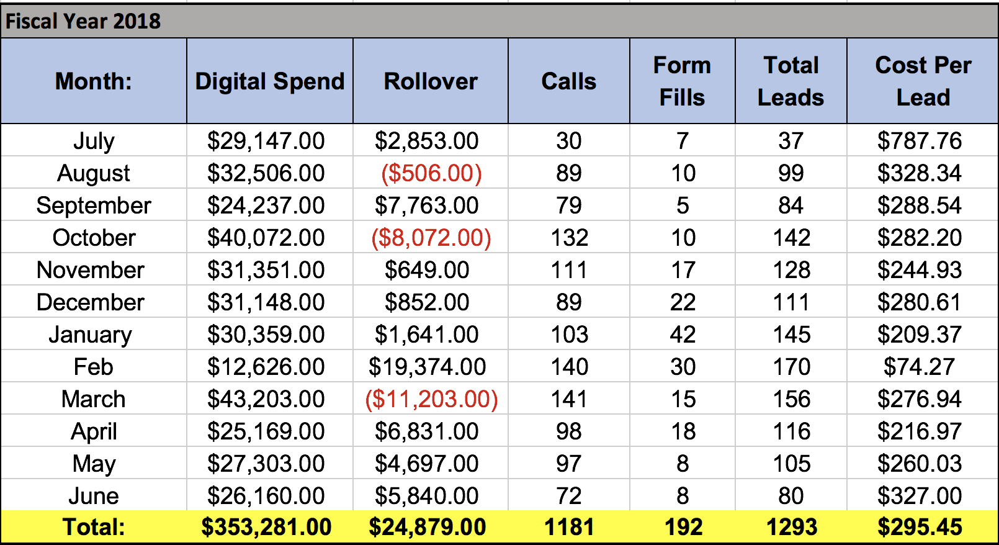 Fiscal Year 2018
Month: Digital Spend Rollover Calls Form Fills Total Leads Cost Per Lead
July $29,147.00 $2,853.00 30 7 37 $787.76
August $32,506.00 ($506.00) 89 10 99 $328.34
September $24,237.00 $7,763.00 79 5 84 $288.54
October $40,072.00 ($8,072.00) 132 10 142 $282.20
November $31,351.00 $649.00 111 17 128 $244.93
December $31,148.00 $852.00 89 22 111 $280.61
January $30,359.00 $1,641.00 103 42 145 $209.37
Feb $12,626.00 $19,374.00 140 30 170 $74.27
March $43,203.00 ($11,203.00) 141 15 156 $276.94
April $25,169.00 $6,831.00 98 18 116 $216.97
May $27,303.00 $4,697.00 97 8 105 $260.03
June $26,160.00 $5,840.00 72 8 80 $327.00
Total: $353,281.00 $24,879.00 1181 192 1293 $295.45